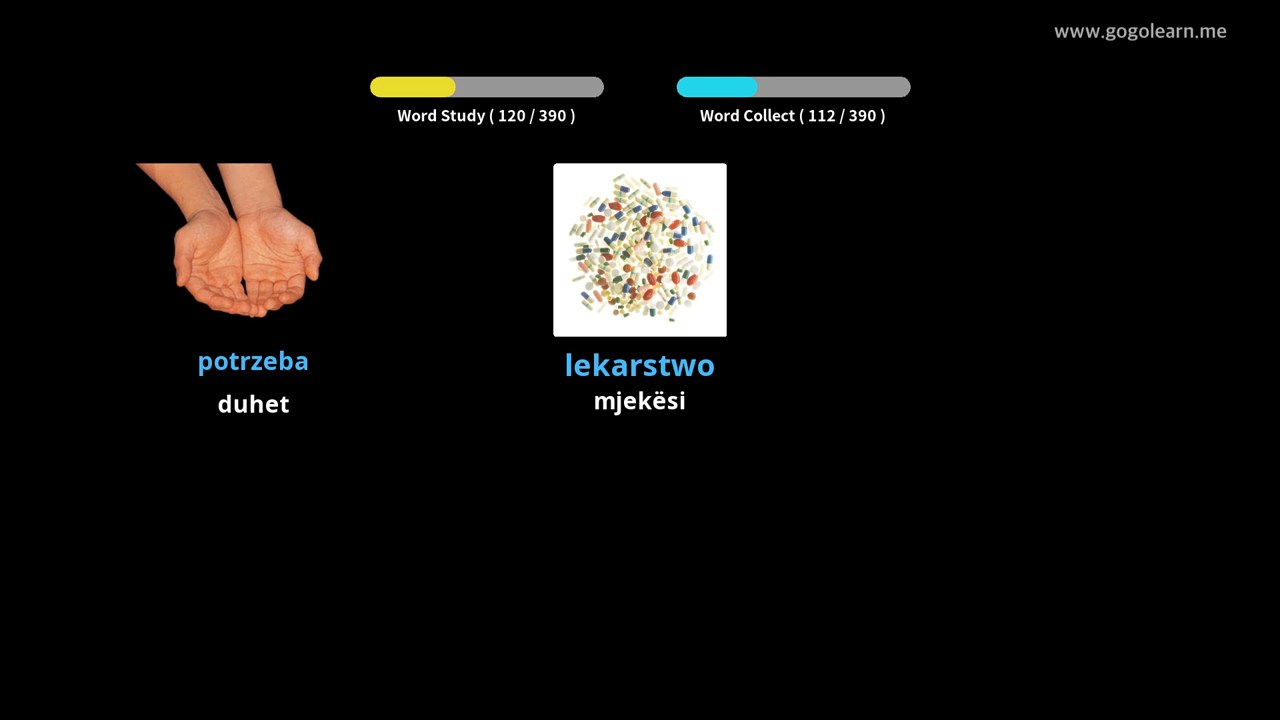 www.gogolearn.me
Word Study ( 120 / 390 )
Word Collect ( 112 / 390 )
potrzeba
duhet
lekarstwo
mjekësi